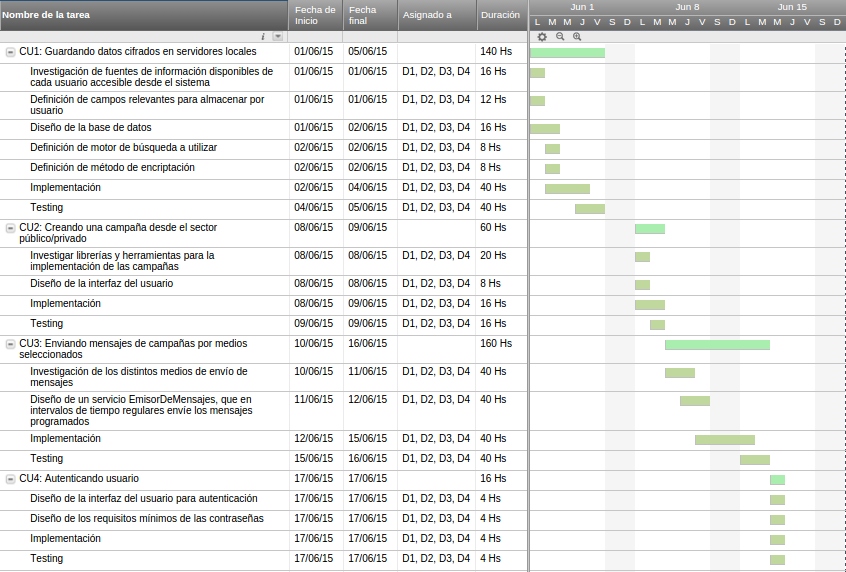 Nombre de la tarea Fecha de Inicio Fecha final Asignado a Duración Jun 1 Jun 8 Jun 15
L M M J V S D L M M J V S D L M M J V S D
CU1: Guardando datos cifrados en servidores locales 01/06/15 05/06/15 140 Hs
Investigación de fuentes de información disponibles de 01/06/15 01/06/15 D1, D2, D3, D4 16 Hs
cada usuario accesible desde el sistema
Definición de campos relevantes para almacenar por 01/06/15 01/06/15 D1, D2, D3, D4 12 Hs
usuario
Diseño de la base de datos 01/06/15 02/06/15 D1, D2, D3, D4 16 Hs
Definición de motor de búsqueda a utilizar 02/06/15 02/06/15 D1, D2, D3, D4 8 Hs
Definición de método de encriptación 02/06/15 02/06/15 D1, D2, D3, D4 8 Hs
Implementación 02/06/15 04/06/15 D1, D2, D3, D4 40 Hs
Testing 04/06/15 05/06/15 D1, D2, D3, D4 40 Hs
CU2: Creando una campaña desde el sector 08/06/15 09/06/15 60 Hs
público/privado
Investigar librerías y herramientas para la 08/06/15 08/06/15 D1, D2, D3, D4 20 Hs
implementación de las campañas
Diseño de la interfaz del usuario 08/06/15 08/06/15 D1, D2, D3, D4 8 Hs
Implementación 08/06/15 09/06/15 D1, D2, D3, D4 16 Hs
Testing 09/06/15 09/06/15 D1, D2, D3, D4 16 Hs
CU3: Enviando mensajes de campañas por medios 10/06/15 16/06/15 160 Hs
seleccionados
Investigación de los distintos medios de envío de 10/06/15 11/06/15 D1, D2, D3, D4 40 Hs
mensajes
Diseño de un servicio EmisorDeMensajes, que en 11/06/15 12/06/15 D1, D2, D3, D4 40 Hs
intervalos de tiempo regulares envíe los mensajes
programados
Implementación 12/06/15 15/06/15 D1, D2, D3, D4 40 Hs
Testing 15/06/15 16/06/15 D1, D2, D3, D4 40 Hs
CU4: Autenticando usuario 17/06/15 17/06/15 16 Hs
Diseño de la interfaz del usuario para autenticación 17/06/15 17/06/15 D1, D2, D3, D4 4 Hs
Diseño de los requisitos mínimos de las contraseñas 17/06/15 17/06/15 D1, D2, D3, D4 4 Hs
Implementación 17/06/15 17/06/15 D1, D2, D3, D4 4 Hs
Testing 17/06/15 17/06/15 D1, D2, D3, D4 4 Hs